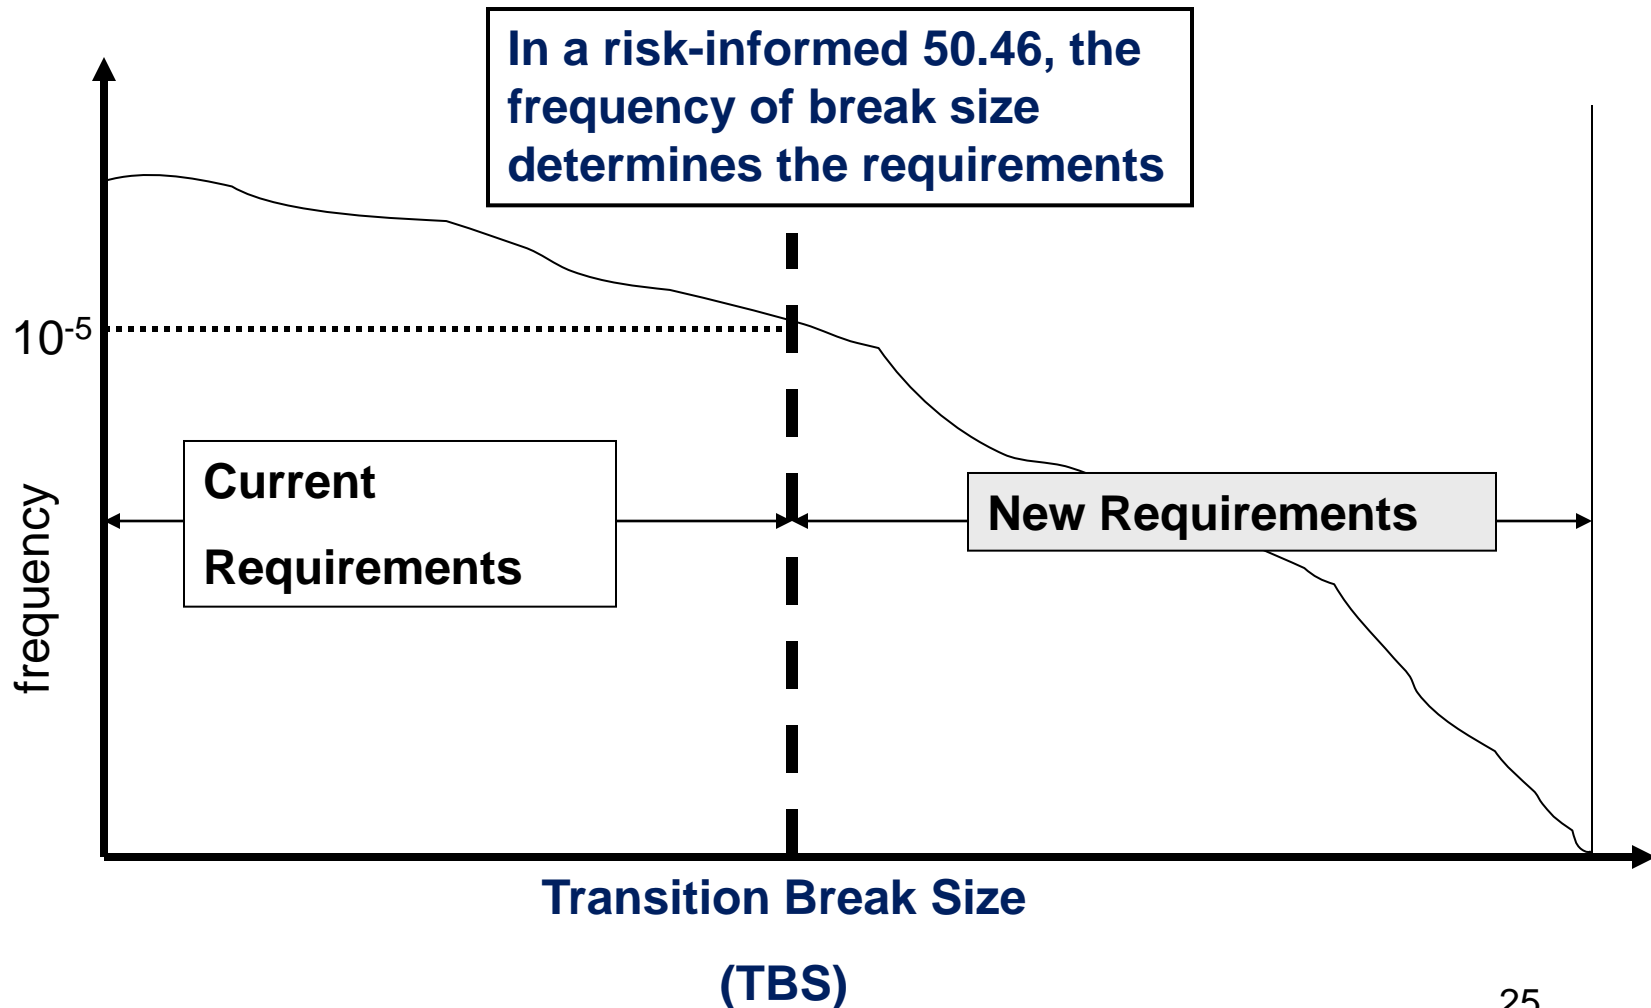 In a risk-informed 50.46, the
frequency of break size
determines the requirements
10⁻⁵
Current
Requirements
New Requirements
frequency
Transition Break Size
(TBS)
25